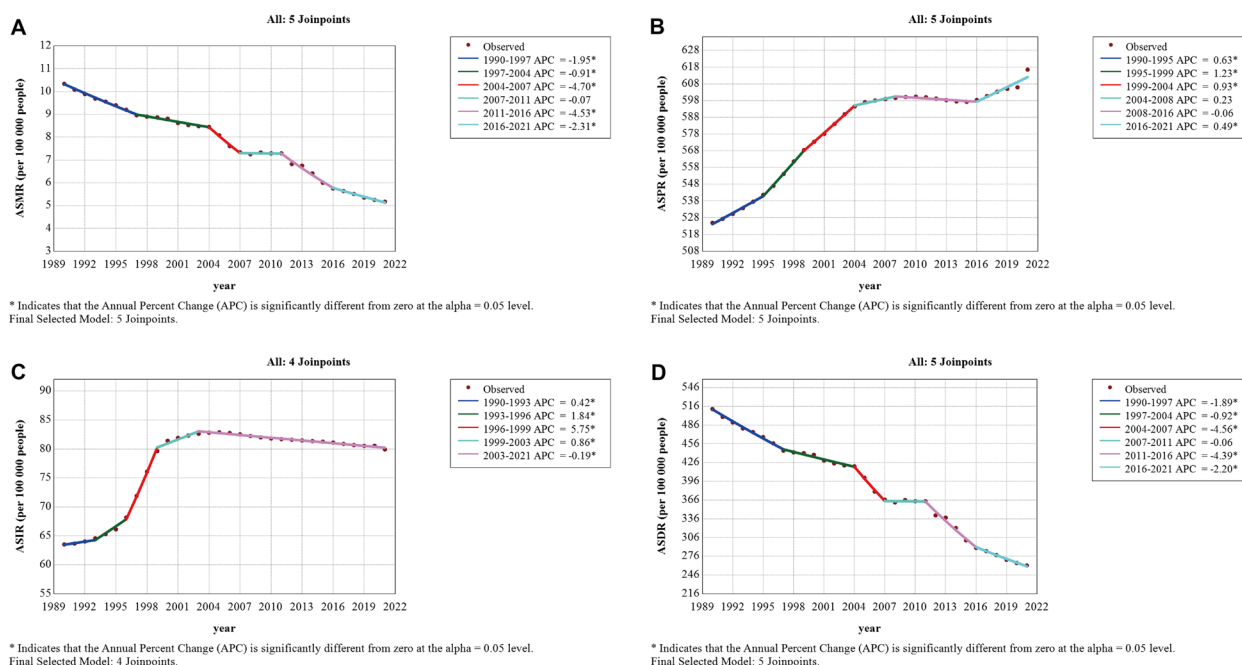 A
All: 5 Joinpoints
12
11
10
9
8
7
6
5
4
3
ASMR (per 100 000 people)
1989 1992 1995 1998 2001 2004 2007 2010 2013 2016 2019 2022
year
Observed
1990-1997 APC = -1.95*
1997-2004 APC = -0.91*
2004-2007 APC = -4.70*
2007-2011 APC = -0.07
2011-2016 APC = -4.53*
2016-2021 APC = -2.31*
* Indicates that the Annual Percent Change (APC) is significantly different from zero at the alpha = 0.05 level.
Final Selected Model: 5 Joinpoints.
B
All: 5 Joinpoints
628
618
608
598
588
578
568
558
548
538
528
518
508
ASPR (per 100 000 people)
1989 1992 1995 1998 2001 2004 2007 2010 2013 2016 2019 2022
year
Observed
1990-1995 APC = 0.63*
1995-1999 APC = 1.23*
1999-2004 APC = 0.93*
2004-2008 APC = 0.23
2008-2016 APC = -0.06
2016-2021 APC = 0.49*
* Indicates that the Annual Percent Change (APC) is significantly different from zero at the alpha = 0.05 level.
Final Selected Model: 5 Joinpoints.
C
All: 4 Joinpoints
90
85
80
75
70
65
60
55
ASIR (per 100 000 people)
1989 1992 1995 1998 2001 2004 2007 2010 2013 2016 2019 2022
year
Observed
1990-1993 APC = 0.42*
1993-1996 APC = 1.84*
1996-1999 APC = 5.75*
1999-2003 APC = 0.86*
2003-2021 APC = -0.19*
* Indicates that the Annual Percent Change (APC) is significantly different from zero at the alpha = 0.05 level.
Final Selected Model: 4 Joinpoints.
D
All: 5 Joinpoints
546
516
486
456
426
396
366
336
306
276
246
216
ASDR (per 100 000 people)
1989 1992 1995 1998 2001 2004 2007 2010 2013 2016 2019 2022
year
Observed
1990-1997 APC = -1.89*
1997-2004 APC = -0.92*
2004-2007 APC = -4.56*
2007-2011 APC = -0.06
2011-2016 APC = -4.39*
2016-2021 APC = -2.20*
* Indicates that the Annual Percent Change (APC) is significantly different from zero at the alpha = 0.05 level.
Final Selected Model: 5 Joinpoints.